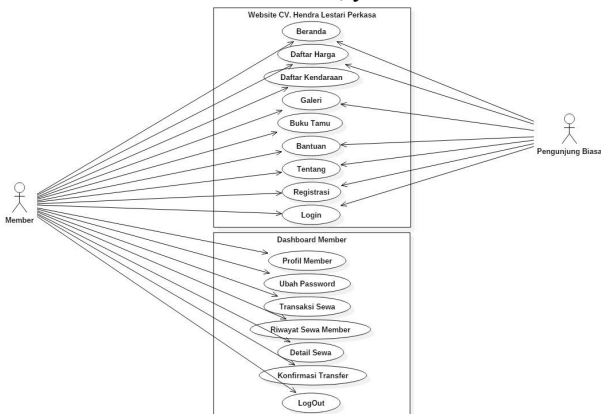 Website CV. Hendra Lestari Perkasa
Beranda
Daftar Harga
Daftar Kendaraan
Galeri
Buku Tamu
Bantuan
Tentang
Registrasi
Login
Pengunjung Biasa
Member
Dashboard Member
Profil Member
Ubah Password
Transaksi Sewa
Riwayat Sewa Member
Detail Sewa
Konfirmasi Transfer
LogOut